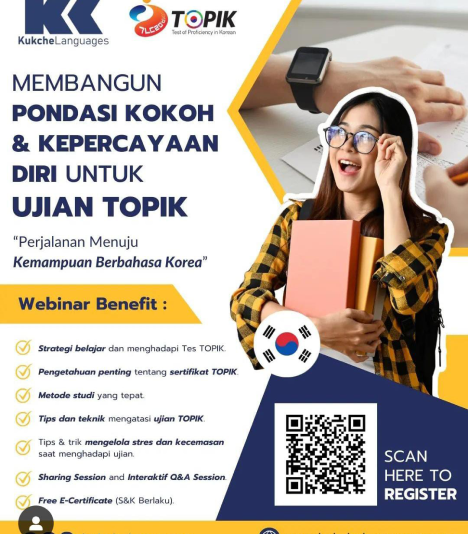 KukcheLanguages
TOPIK
Test of Proficiency in Korean
MEMBANGUN
PONDASI KOKOH
& KEPERCAYAAN
DIRI UNTUK
UJIAN TOPIK
“Perjalanan Menuju
Kemampuan Berbahasa Korea”
Webinar Benefit :
Strategi belajar dan menghadapi Tes TOPIK.
Pengetahuan penting tentang sertifikat TOPIK.
Metode studi yang tepat.
Tips dan teknik mengatasi ujian TOPIK.
Tips & trik mengelola stres dan kecemasan
saat menghadapi ujian.
Sharing Session and Interaktif Q&A Session.
Free E-Certificate (S&K Berlaku).
SCAN
HERE TO
REGISTER